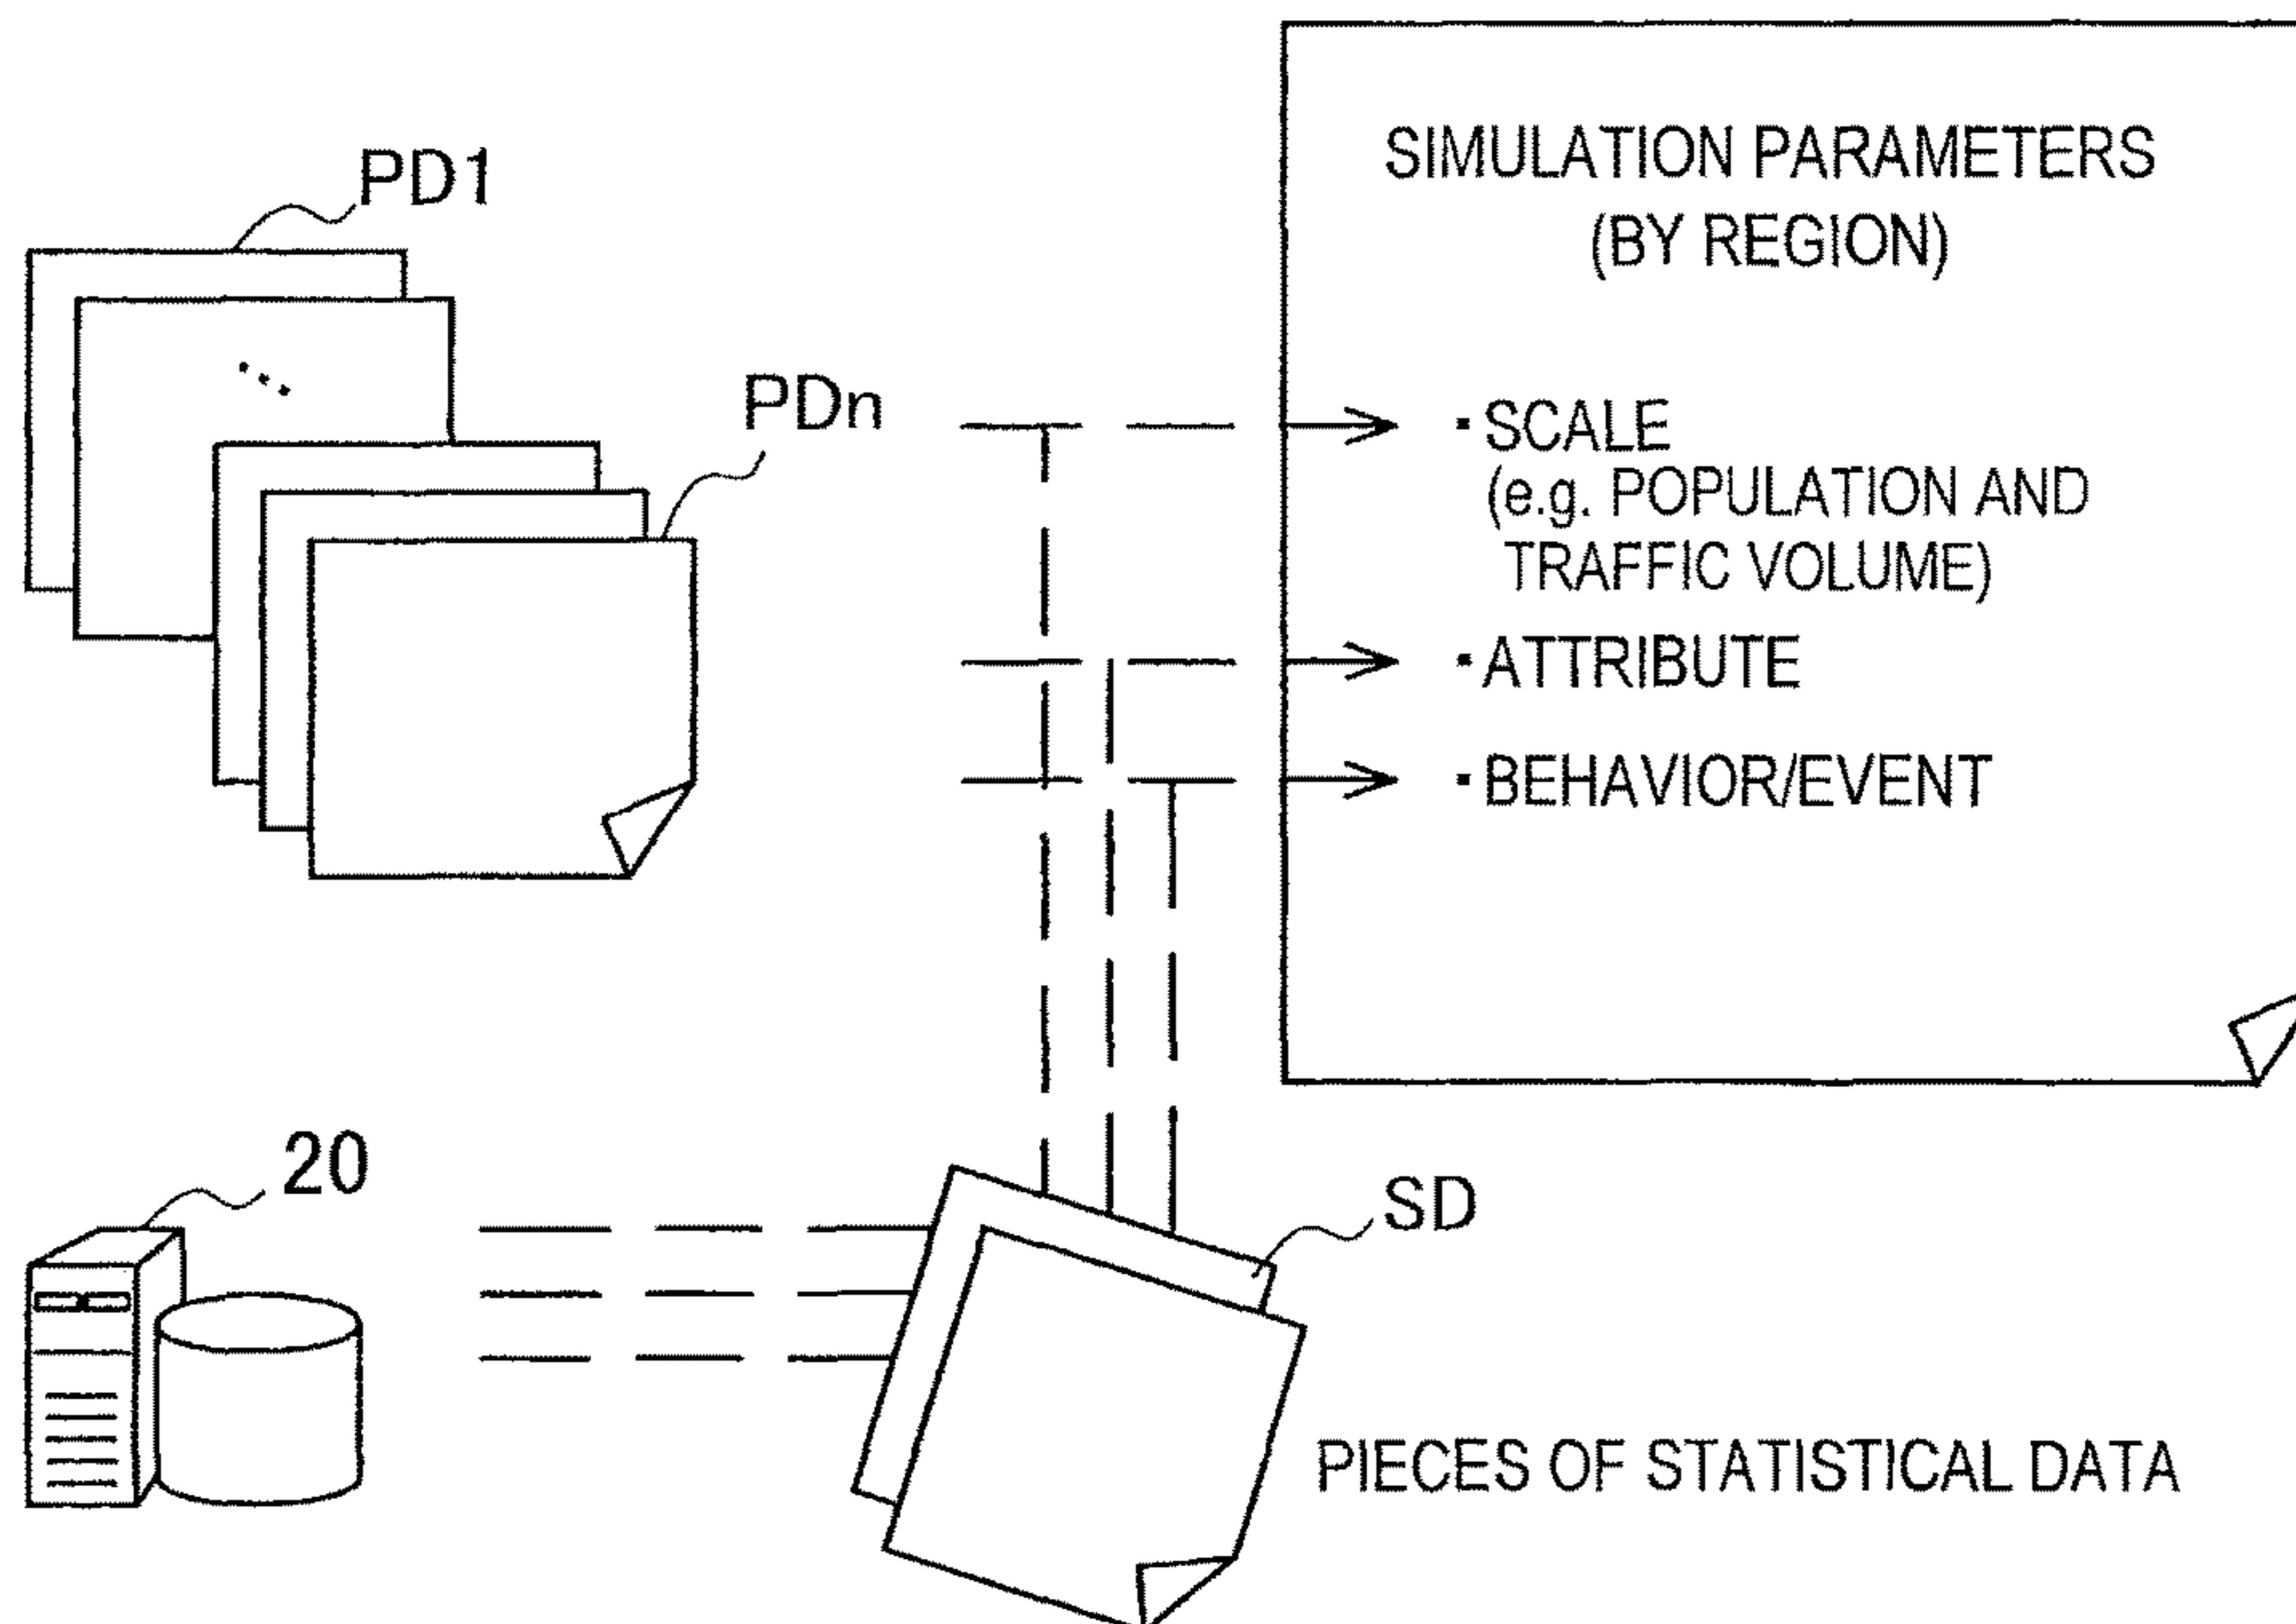 PD1
PDn
SIMULATION PARAMETERS
(BY REGION)
・SCALE
(e.g. POPULATION AND
TRAFFIC VOLUME)
・ATTRIBUTE
・BEHAVIOR/EVENT
20
SD
PIECES OF STATISTICAL DATA